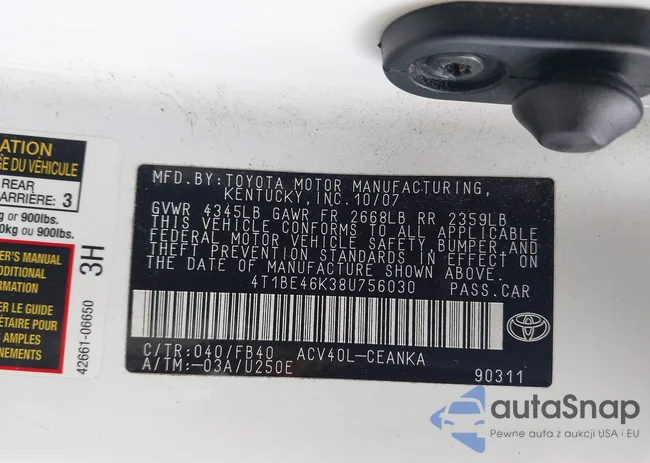 ATION
GE DU VÉHICULE
REAR
ARRIÈRE: 3
g or 900lbs.
0kg ou 900lbs.
3H
ER'S MANUAL
ADDITIONAL
FORMATION
ER LE GUIDE
ÉTAIRE POUR
S AMPLES
NEMENTS
42661-06650
MFD.BY:TOYOTA MOTOR MANUFACTURING,
KENTUCKY, INC.10/07
GVWR 4345LB GAWR FR 2668LB RR 2359LB
THIS VEHICLE CONFORMS TO ALL APPLICABLE
FEDERAL MOTOR VEHICLE SAFETY, BUMPER,AND
THEFT PREVENTION STANDARDS IN EFFECT ON
THE DATE OF MANUFACTURE SHOWN ABOVE.
4T1BE46K38U756030 PASS.CAR
C/TR:040/FB40 ACV40L-CEANKA
A/TM:-03A/U250E
90311
autaSnap
Pewne auta z aukcji USA i EU